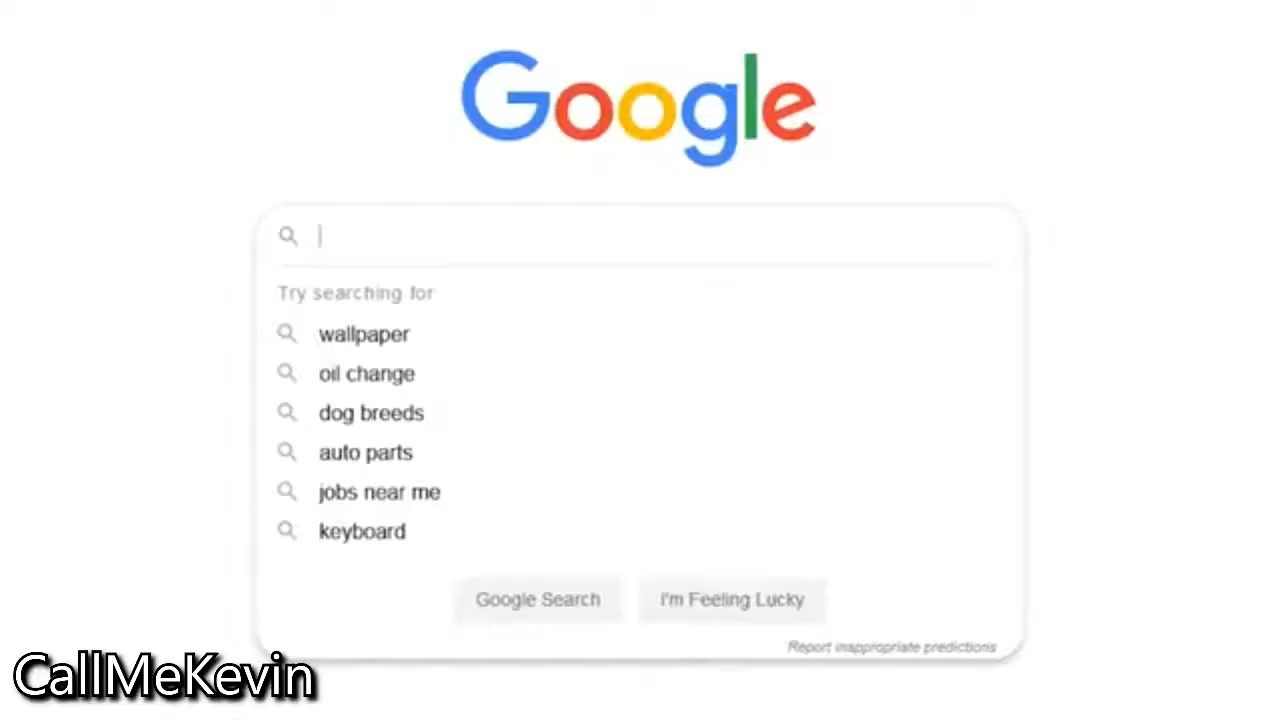 Google
Try searching for
wallpaper
oil change
dog breeds
auto parts
jobs near me
keyboard
Google Search
I'm Feeling Lucky
Report inappropriate predictions
CallMeKevin